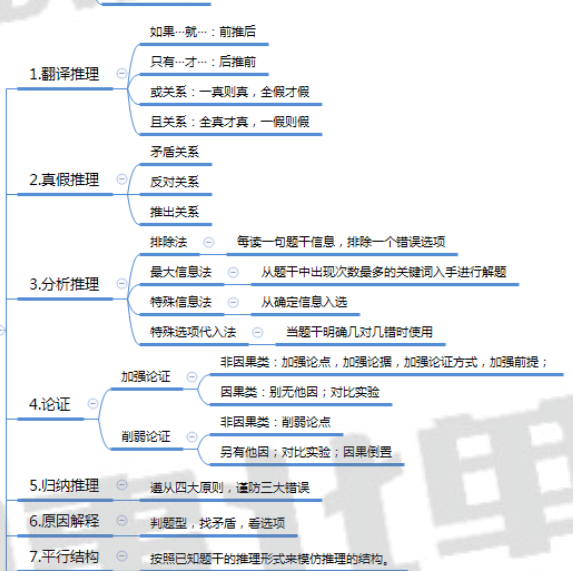 1.翻译推理
如果…就…：前推后
只有…才…：后推前
或关系：一真则真，全假才假
且关系：全真才真，一假则假
2.真假推理
矛盾关系
反对关系
推出关系
3.分析推理
排除法
每读一句题干信息，排除一个错误选项
最大信息法
从题干中出现次数最多的关键词入手进行解题
特殊信息法
从确定信息入选
特殊选项代入法
当题干明确几对几错时使用
4.论证
加强论证
非因果类：加强论点，加强论据，加强论证方式，加强前提；
因果类：别无他因；对比实验
削弱论证
非因果类：削弱论点
另有他因；对比实验；因果倒置
5.归纳推理
遵从四大原则，谨防三大错误
6.原因解释
判题型，找矛盾，看选项
7.平行结构
按照已知题干的推理形式来模仿推理的结构。